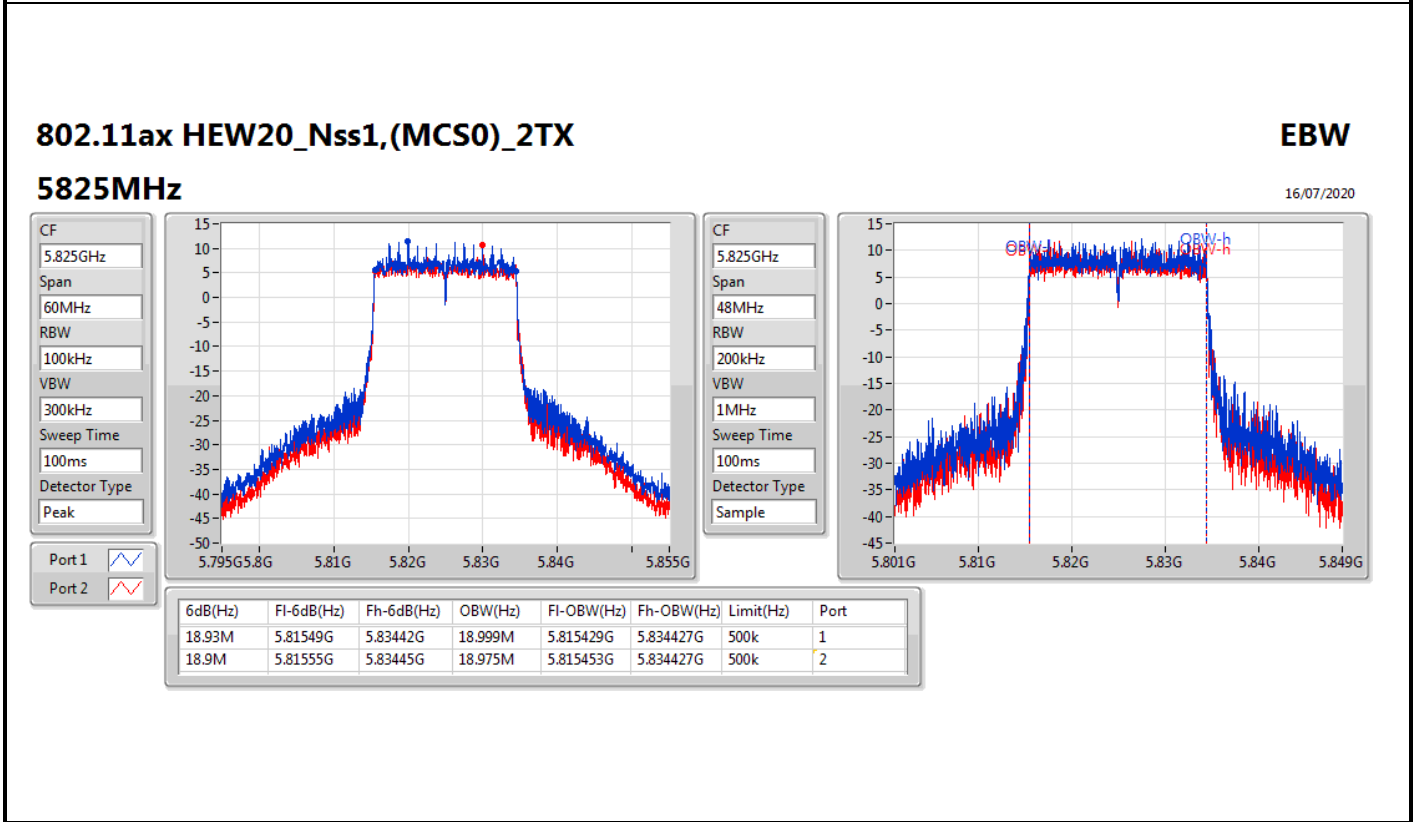 802.11ax HEW20_Nss1,(MCS0)_2TX
EBW
5825MHz
16/07/2020
CF
5.825GHz
Span
60MHz
RBW
100kHz
VBW
300kHz
Sweep Time
100ms
Detector Type
Peak
Port 1
Port 2
15
10
5
0
-5
-10
-15
-20
-25
-30
-35
-40
-45
-50
5.795G 5.8G 5.81G 5.82G 5.83G 5.84G 5.855G
CF
5.825GHz
Span
48MHz
RBW
200kHz
VBW
1MHz
Sweep Time
100ms
Detector Type
Sample
OBW-h
OBW-h
15
10
5
0
-5
-10
-15
-20
-25
-30
-35
-40
-45
5.801G 5.81G 5.82G 5.83G 5.84G 5.849G
6dB(Hz) Fl-6dB(Hz) Fh-6dB(Hz) OBW(Hz) Fl-OBW(Hz) Fh-OBW(Hz) Limit(Hz) Port
18.93M 5.81549G 5.83442G 18.999M 5.815429G 5.834427G 500k 1
18.9M 5.81555G 5.83445G 18.975M 5.815453G 5.834427G 500k 2